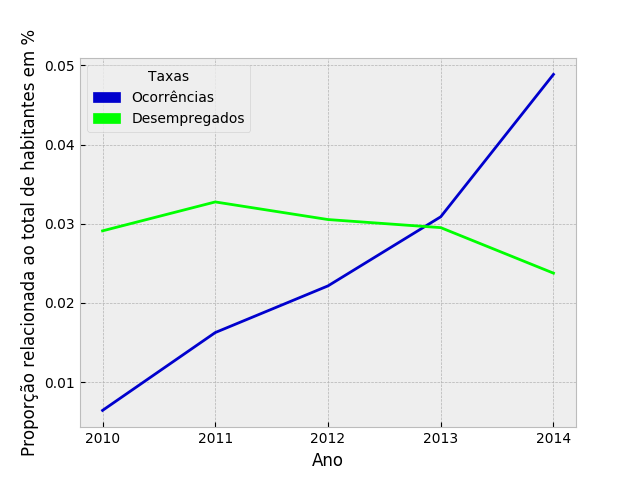 Proporção relacionada ao total de habitantes em %
0.05
0.04
0.03
0.02
0.01
Taxas
Ocorrências
Desempregados
2010 2011 2012 2013 2014
Ano